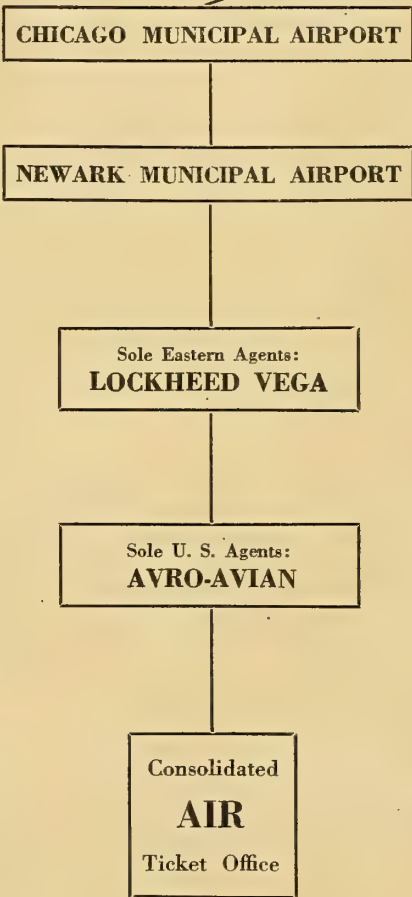 CHICAGO MUNICIPAL AIRPORT
NEWARK MUNICIPAL AIRPORT
Sole Eastern Agents:
LOCKHEED VEGA
Sole U. S. Agents:
AVRO-AVIAN
Consolidated
AIR
Ticket Office